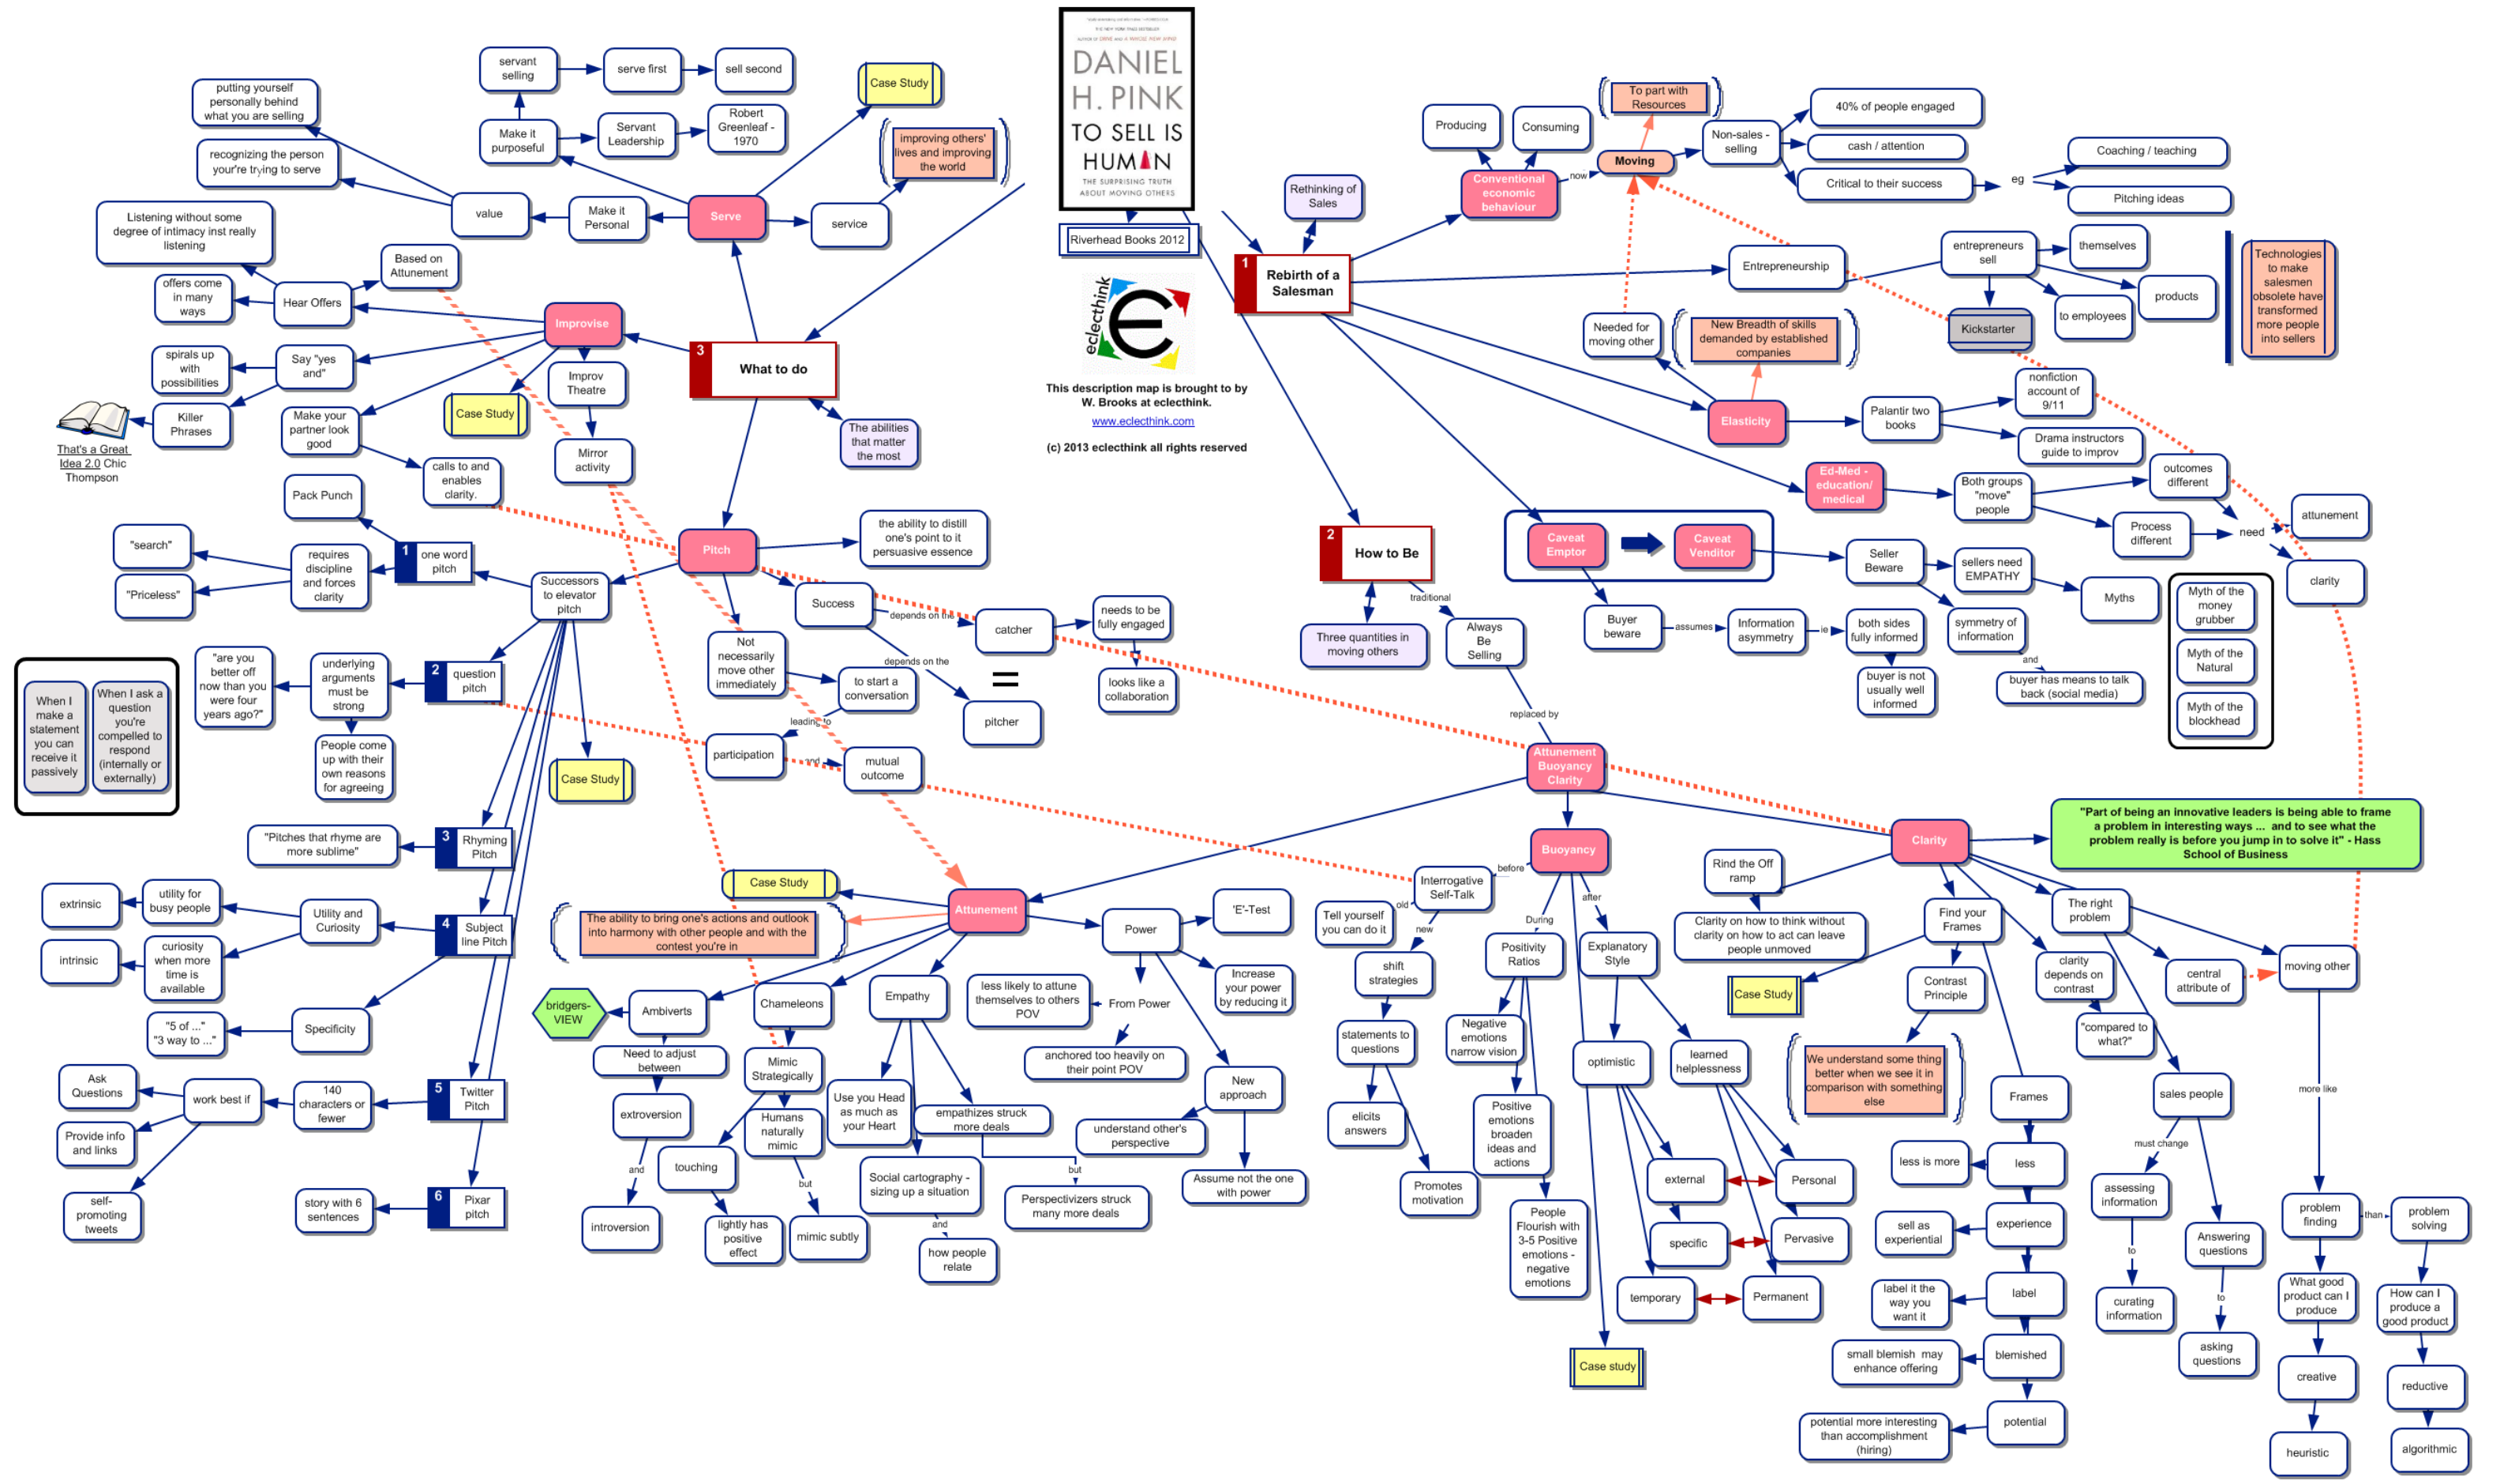 DANIEL
H. PINK
TO SELL IS
HUMAN
THE SURPRISING TRUTH
ABOUT MOVING OTHERS
Riverhead Books 2012
eclecthink
This description map is brought to by
W. Brooks at eclecthink.
www.eclecthink.com
(c) 2013 eclecthink all rights reserved
1
Rebirth of a
Salesman
Rethinking of
Sales
Conventional
economic
behaviour
Producing
Consuming
now
Moving
To part with
Resources
Non-sales -
selling
40% of people engaged
cash / attention
Critical to their success
eg
Coaching / teaching
Pitching ideas
Entrepreneurship
entrepreneurs
sell
themselves
products
to employees
Kickstarter
Technologies
to make
salesmen
obsolete have
transformed
more people
into sellers
Needed for
moving other
New Breadth of skills
demanded by established
companies
Elasticity
Palantir two
books
nonfiction
account of
9/11
Drama instructors
guide to improv
Ed-Med -
education/
medical
Both groups
"move"
people
outcomes
different
Process
different
need
attunement
clarity
Caveat
Emptor
Caveat
Venditor
Seller
Beware
sellers need
EMPATHY
Myths
symmetry of
information
and
buyer has means to talk
back (social media)
Buyer
beware
assumes
Information
asymmetry
ie
both sides
fully informed
buyer is not
usually well
informed
Myth of the
money
grubber
Myth of the
Natural
Myth of the
blockhead
2
How to Be
Three quantities in
moving others
traditional
Always
Be
Selling
replaced by
Attunement
Buoyancy
Clarity
Buoyancy
before
Interrogative
Self-Talk
old
Tell yourself
you can do it
new
shift
strategies
statements to
questions
elicits
answers
Promotes
motivation
During
Positivity
Ratios
Negative
emotions
narrow vision
Positive
emotions
broaden
ideas and
actions
People
Flourish with
3-5 Positive
emotions -
negative
emotions
after
Explanatory
Style
optimistic
learned
helplessness
external
Personal
specific
Pervasive
temporary
Permanent
Case study
Clarity
"Part of being an innovative leaders is being able to frame
a problem in interesting ways ... and to see what the
problem really is before you jump in to solve it" - Hass
School of Business
Rind the Off
ramp
Clarity on how to think without
clarity on how to act can leave
people unmoved
Find your
Frames
Case Study
Contrast
Principle
We understand some thing
better when we see it in
comparison with something
else
Frames
less
less is more
experience
sell as
experiential
label
label it the
way you
want it
blemished
small blemish may
enhance offering
potential
potential more interesting
than accomplishment
(hiring)
clarity
depends on
contrast
"compared to
what?"
The right
problem
central
attribute of
moving other
sales people
must change
assessing
information
to
curating
information
Answering
questions
to
asking
questions
more like
problem
finding
than
problem
solving
What good
product can I
produce
creative
heuristic
How can I
produce a
good product
reductive
algorithmic
Attunement
Case Study
The ability to bring one's actions and outlook
into harmony with other people and with the
contest you're in
Ambiverts
bridgers-
VIEW
Need to adjust
between
extroversion
and
introversion
Chameleons
Mimic
Strategically
touching
lightly has
positive
effect
Humans
naturally
mimic
but
mimic subtly
Empathy
Use you Head
as much as
your Heart
Social cartography -
sizing up a situation
and
how people
relate
empathizes struck
more deals
but
Perspectivizers struck
many more deals
Power
'E'-Test
Increase
your power
by reducing it
From Power
less likely to attune
themselves to others
POV
anchored too heavily on
their point POV
New
approach
understand other's
perspective
Assume not the one
with power
3
What to do
The abilities
that matter
the most
Serve
Case Study
service
improving others'
lives and improving
the world
Make it
purposeful
servant
selling
serve first
sell second
Servant
Leadership
Robert
Greenleaf -
1970
Make it
Personal
value
putting yourself
personally behind
what you are selling
recognizing the person
your're trying to serve
Improvise
Hear Offers
Based on
Attunement
Listening without some
degree of intimacy inst really
listening
offers come
in many
ways
Say "yes
and"
spirals up
with
possibilities
Killer
Phrases
That's a Great
Idea 2.0 Chic
Thompson
Make your
partner look
good
calls to and
enables
clarity.
Case Study
Improv
Theatre
Mirror
activity
Pitch
the ability to distill
one's point to it
persuasive essence
Success
depends on the
catcher
needs to be
fully engaged
looks like a
collaboration
depends on the
=
pitcher
Not
necessarily
move other
immediately
to start a
conversation
leading to
participation
and
mutual
outcome
Successors
to elevator
pitch
Case Study
1
one word
pitch
Pack Punch
requires
discipline
and forces
clarity
"search"
"Priceless"
2
question
pitch
underlying
arguments
must be
strong
"are you
better off
now than you
were four
years ago?"
People come
up with their
own reasons
for agreeing
When I
make a
statement
you can
receive it
passively
When I ask a
question
you're
compelled to
respond
(internally or
externally)
3
Rhyming
Pitch
"Pitches that rhyme are
more sublime"
4
Subject
line Pitch
Utility and
Curiosity
utility for
busy people
extrinsic
curiosity
when more
time is
available
intrinsic
Specificity
"5 of ..."
"3 way to ..."
5
Twitter
Pitch
140
characters or
fewer
work best if
Ask
Questions
Provide info
and links
self-
promoting
tweets
6
Pixar
pitch
story with 6
sentences